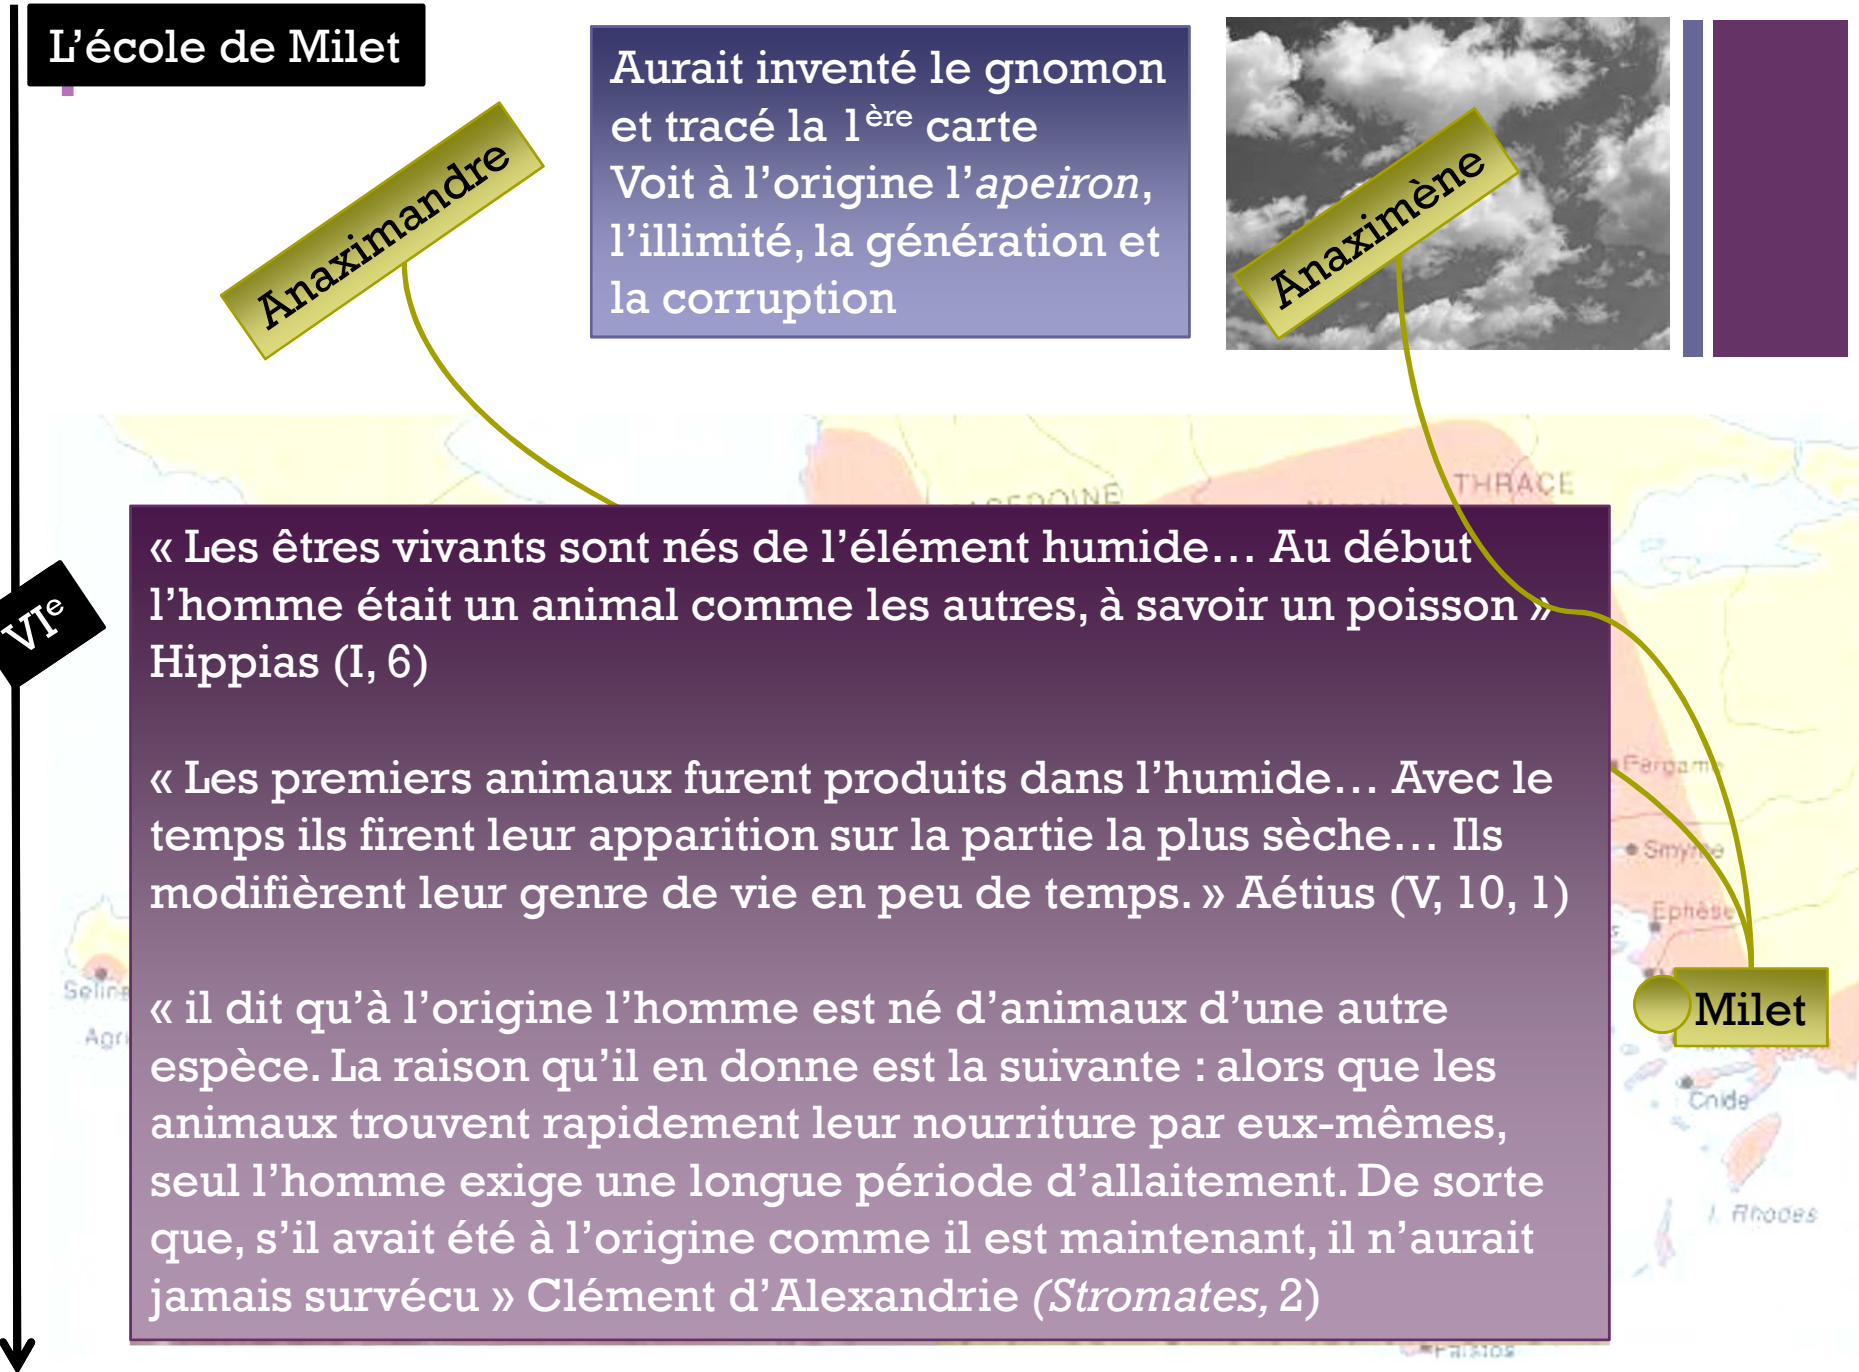 L’école de Milet
Anaximandre
Aurait inventé le gnomon
et tracé la 1ère carte
Voit à l’origine l’apeiron,
l’illimité, la génération et
la corruption
Anaximène
THRACE
VIe
« Les êtres vivants sont nés de l’élément humide… Au début
l’homme était un animal comme les autres, à savoir un poisson »
Hippias (I, 6)
« Les premiers animaux furent produits dans l’humide… Avec le
temps ils firent leur apparition sur la partie la plus sèche… Ils
modifièrent leur genre de vie en peu de temps. » Aétius (V, 10, 1)
« il dit qu’à l’origine l’homme est né d’animaux d’une autre
espèce. La raison qu’il en donne est la suivante : alors que les
animaux trouvent rapidement leur nourriture par eux-mêmes,
seul l’homme exige une longue période d’allaitement. De sorte
que, s’il avait été à l’origine comme il est maintenant, il n’aurait
jamais survécu » Clément d’Alexandrie (Stromates, 2)
Pergame
Smyrne
Ephèse
Milet
Cnide
I. Rhodes